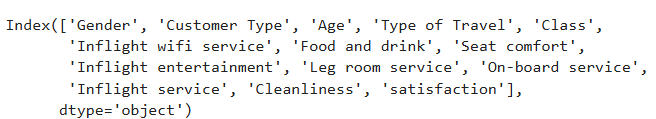 Index(['Gender', 'Customer Type', 'Age', 'Type of Travel', 'Class',
'Inflight wifi service', 'Food and drink', 'Seat comfort',
'Inflight entertainment', 'Leg room service', 'On-board service',
'Inflight service', 'Cleanliness', 'satisfaction'],
dtype='object')